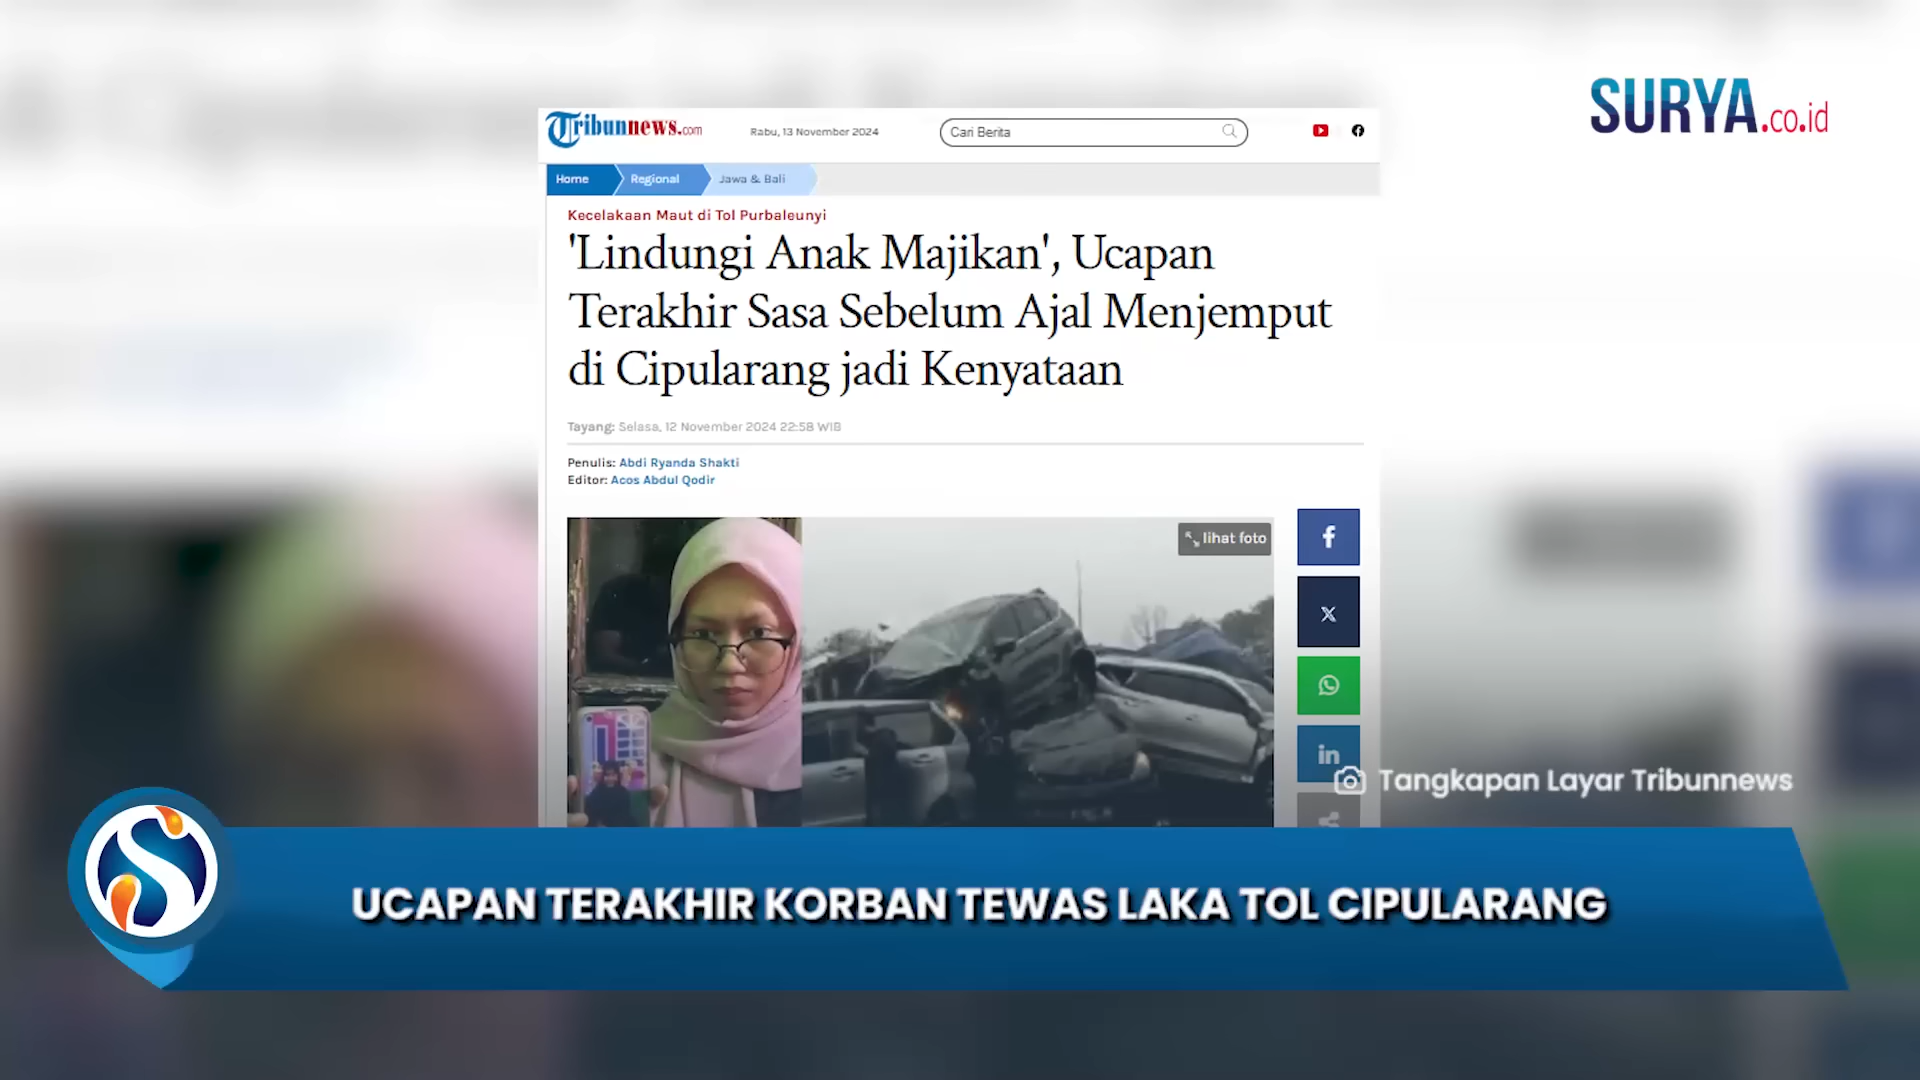 SURYA.co.id
Tribunnews.com
Rabu, 13 November 2024
Cari Berita
Home
Regional
Jawa & Bali
Kecelakaan Maut di Tol Purbaleunyi
'Lindungi Anak Majikan', Ucapan
Terakhir Sasa Sebelum Ajal Menjemput
di Cipularang jadi Kenyataan
Tayang: Selasa, 12 November 2024 22:58 WIB
Penulis: Abdi Ryanda Shakti
Editor: Acos Abdul Qodir
lihat foto
Tangkapan Layar Tribunnews
UCAPAN TERAKHIR KORBAN TEWAS LAKA TOL CIPULARANG